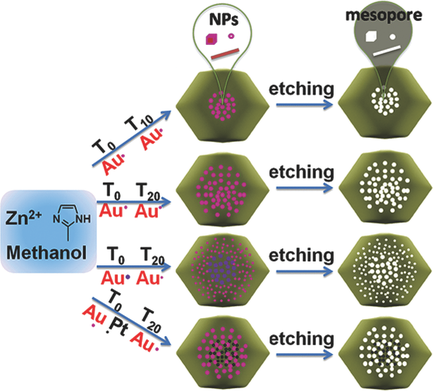 NPs
mesopore
etching
T0 T10
Au• Au•
etching
T0 T20
Au• Au•
Zn2+
N NH
Methanol
etching
T0 T20
Au• Au•
etching
T0 T20
Au• Pt• Au•